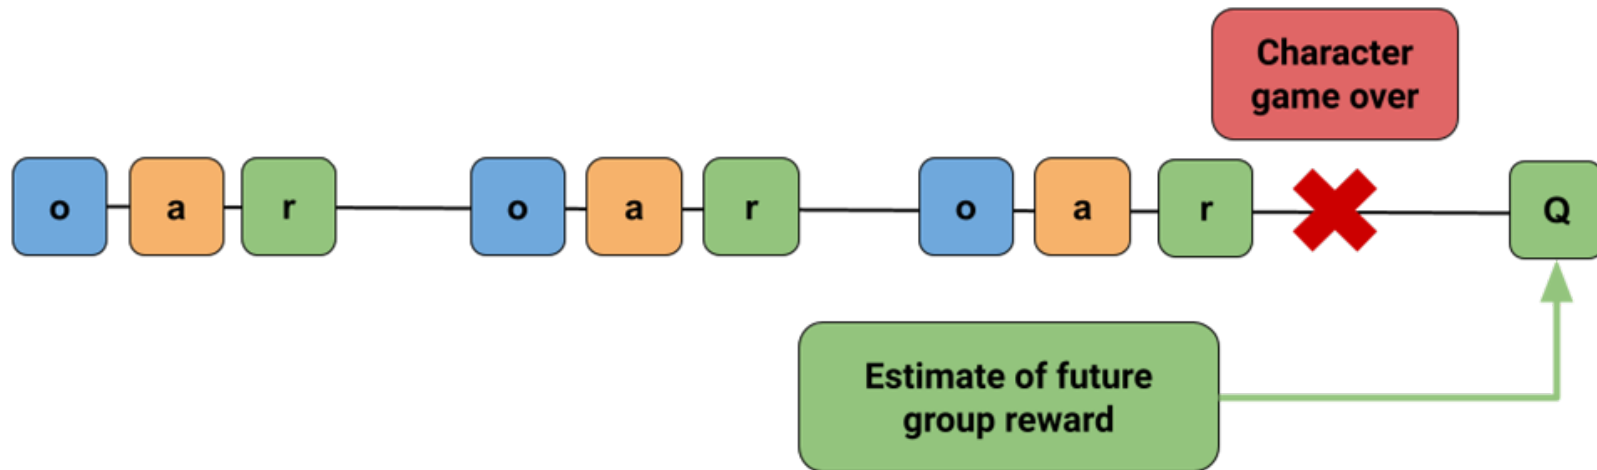 Character
game over
o a r o a r o a r Q
Estimate of future
group reward